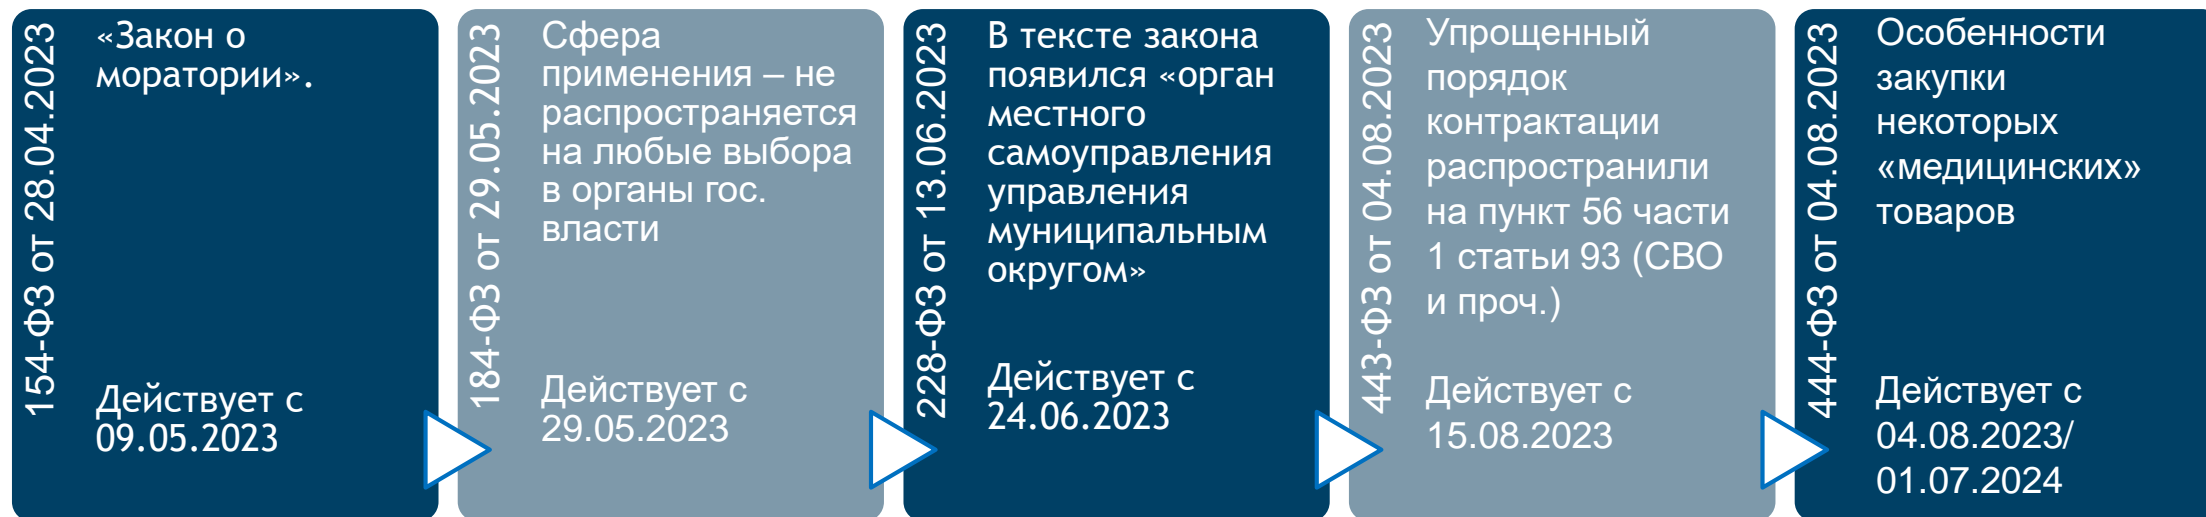 154-ФЗ от 28.04.2023
«Закон о
моратории».
Действует с
09.05.2023
184-ФЗ от 29.05.2023
Сфера
применения – не
распространяется
на любые выбора
в органы гос.
власти
Действует с
29.05.2023
228-ФЗ от 13.06.2023
В тексте закона
появился «орган
местного
самоуправления
управления
муниципальным
округом»
Действует с
24.06.2023
443-ФЗ от 04.08.2023
Упрощенный
порядок
контрактации
распространили
на пункт 56 части
1 статьи 93 (СВО
и проч.)
Действует с
15.08.2023
444-ФЗ от 04.08.2023
Особенности
закупки
некоторых
«медицинских»
товаров
Действует с
04.08.2023/
01.07.2024